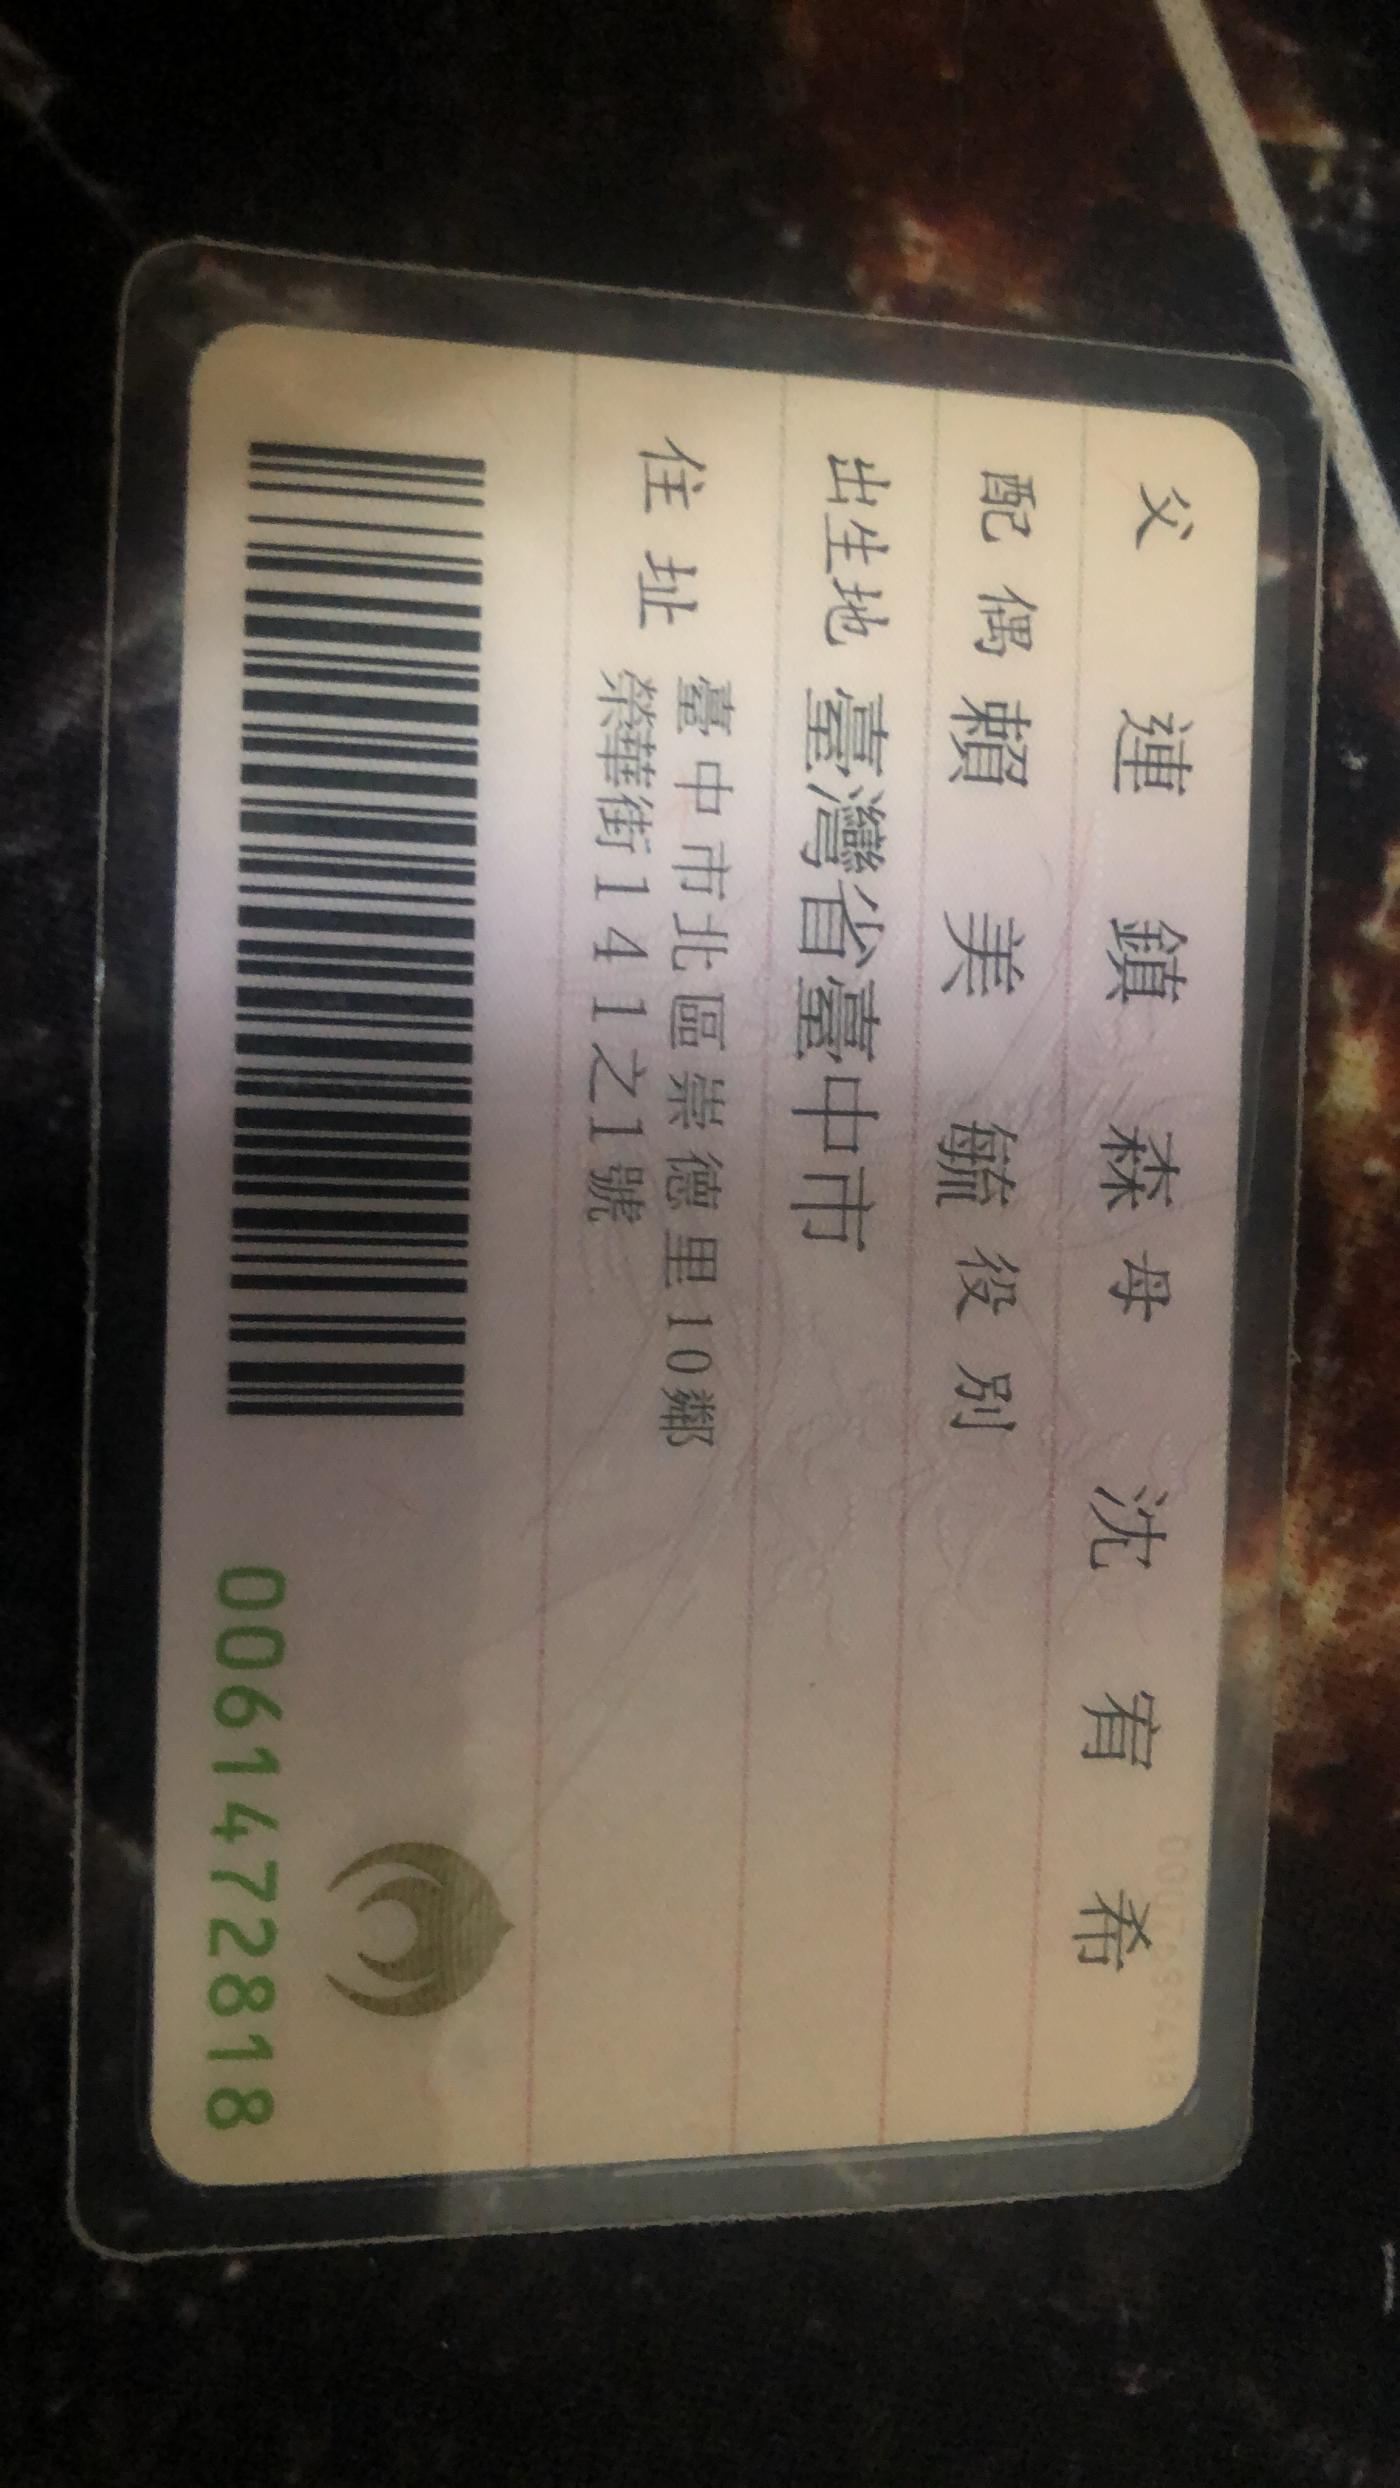 父 連鎮森 母 沈宥希
配偶 賴美毓 役別
出生地 臺灣省臺中市
住址 臺中市北區崇德里10鄰
榮華街141之1號
0061472818